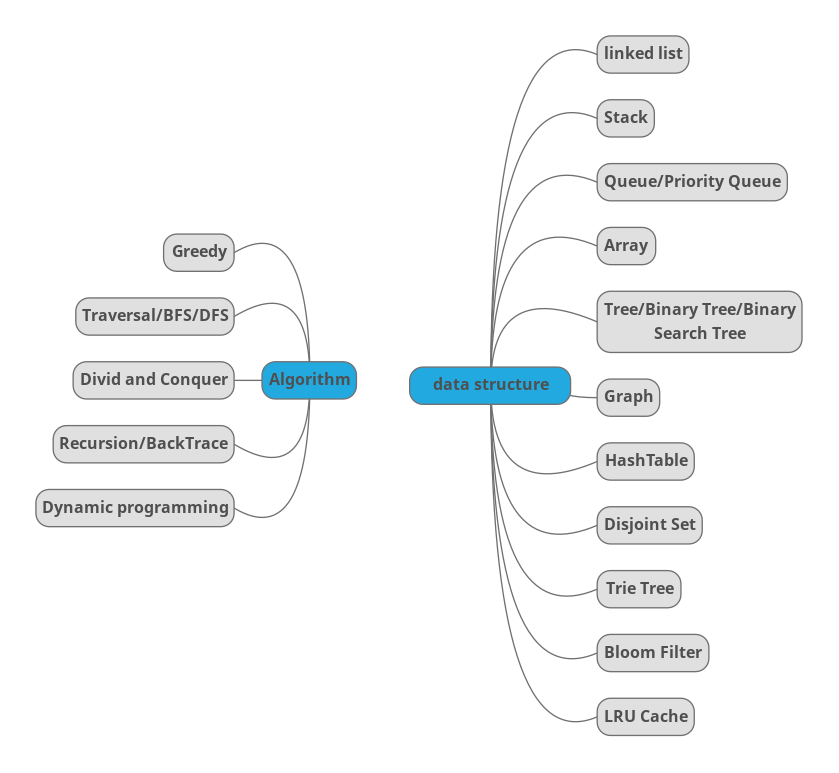 Greedy
Traversal/BFS/DFS
Divid and Conquer
Recursion/BackTrace
Dynamic programming
Algorithm
data structure
linked list
Stack
Queue/Priority Queue
Array
Tree/Binary Tree/Binary
Search Tree
Graph
HashTable
Disjoint Set
Trie Tree
Bloom Filter
LRU Cache